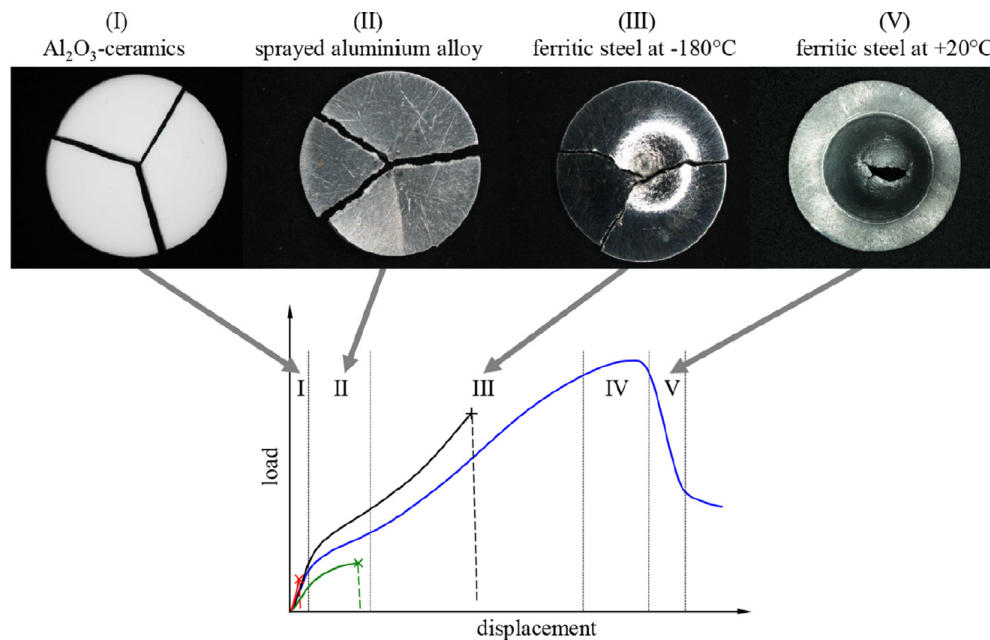 (I)
Al₂O₃-ceramics
(II)
sprayed aluminium alloy
(III)
ferritic steel at -180°C
(V)
ferritic steel at +20°C
I
II
III
IV
V
load
displacement